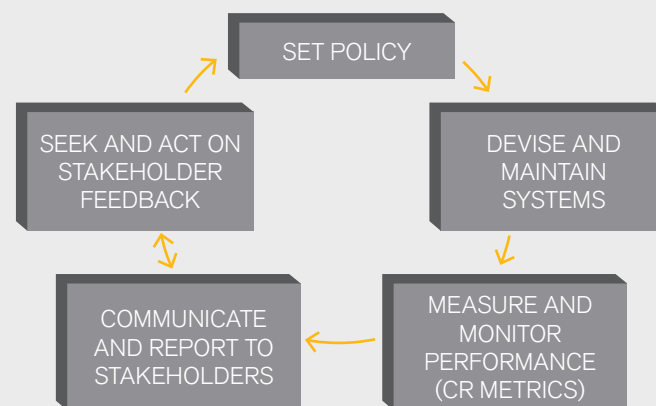 SET POLICY
DEVISE AND
MAINTAIN
SYSTEMS
MEASURE AND
MONITOR
PERFORMANCE
(CR METRICS)
COMMUNICATE
AND REPORT TO
STAKEHOLDERS
SEEK AND ACT ON
STAKEHOLDER
FEEDBACK